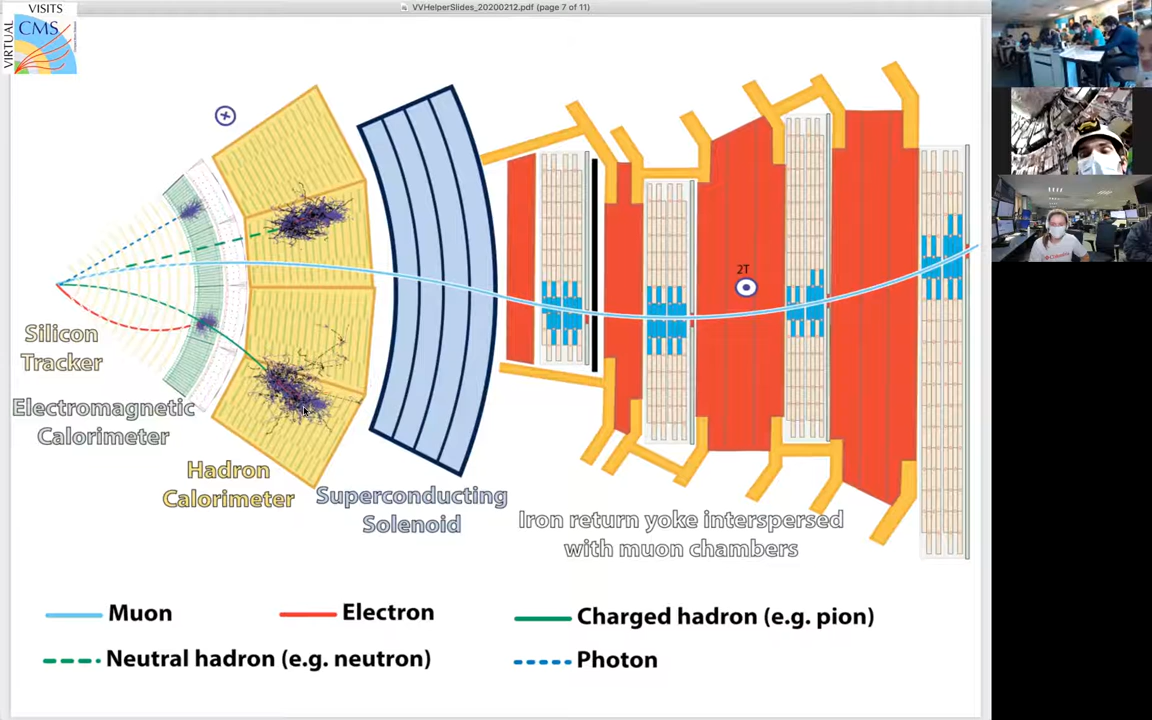 VVHelperSlides_20200212.pdf (page 7 of 11)
VISITS
VIRTUAL
CMS
2T
Silicon
Tracker
Electromagnetic
Calorimeter
Hadron
Calorimeter
Superconducting
Solenoid
Iron return yoke interspersed
with muon chambers
Muon
Electron
Charged hadron (e.g. pion)
Neutral hadron (e.g. neutron)
Photon